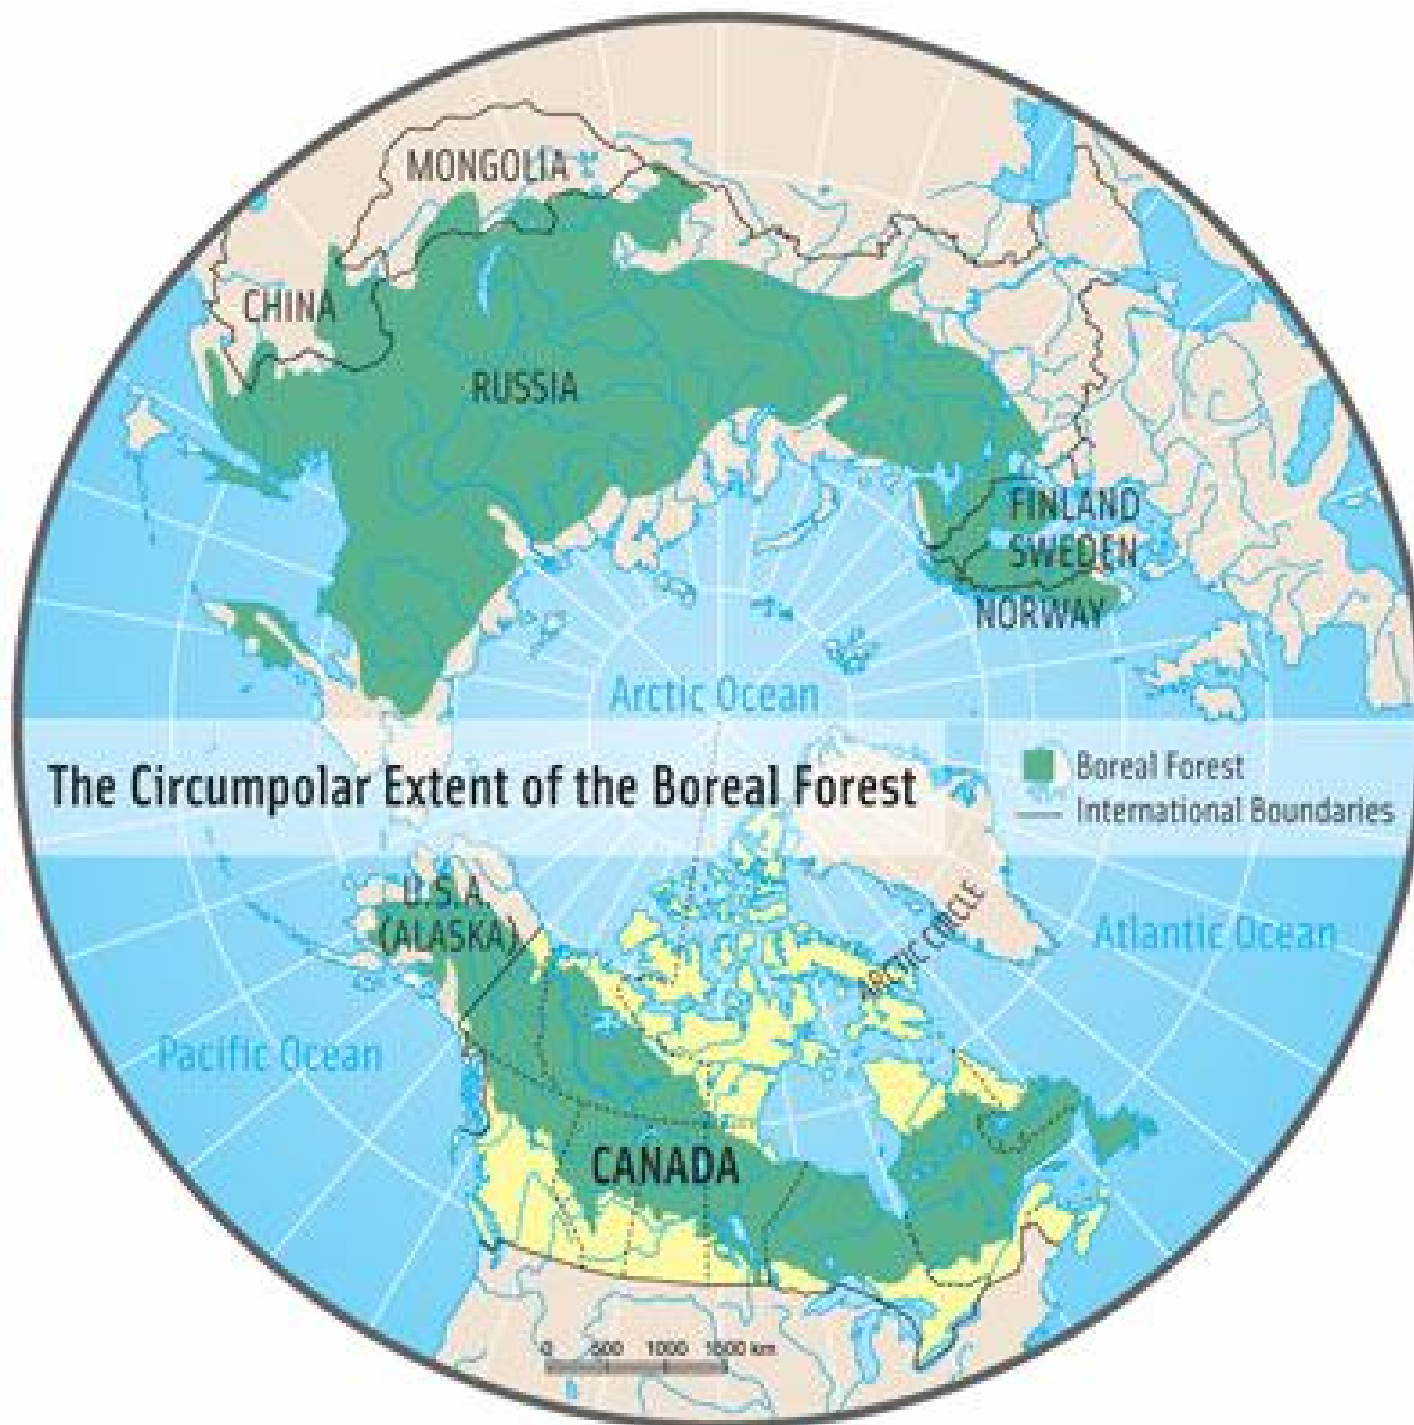 MONGOLIA
CHINA
RUSSIA
FINLAND
SWEDEN
NORWAY
Arctic Ocean
The Circumpolar Extent of the Boreal Forest
Boreal Forest
International Boundaries
U.S.A.
(ALASKA)
ARCTIC CIRCLE
Atlantic Ocean
Pacific Ocean
CANADA
0 500 1000 1500 km